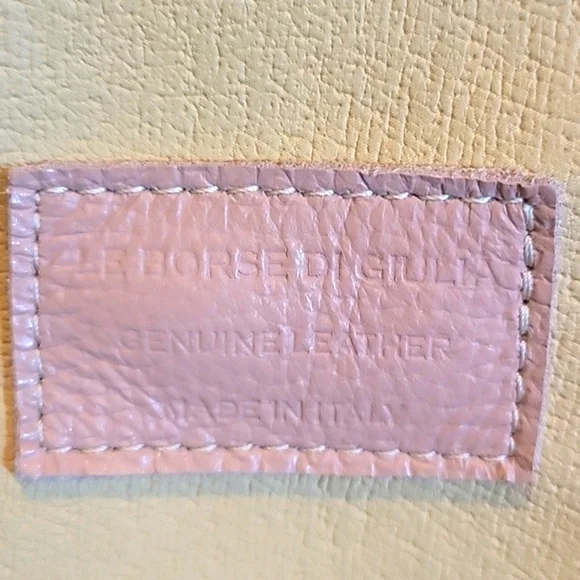 LE BORSE DI GIULIA
GENUINE LEATHER
MADE IN ITALY